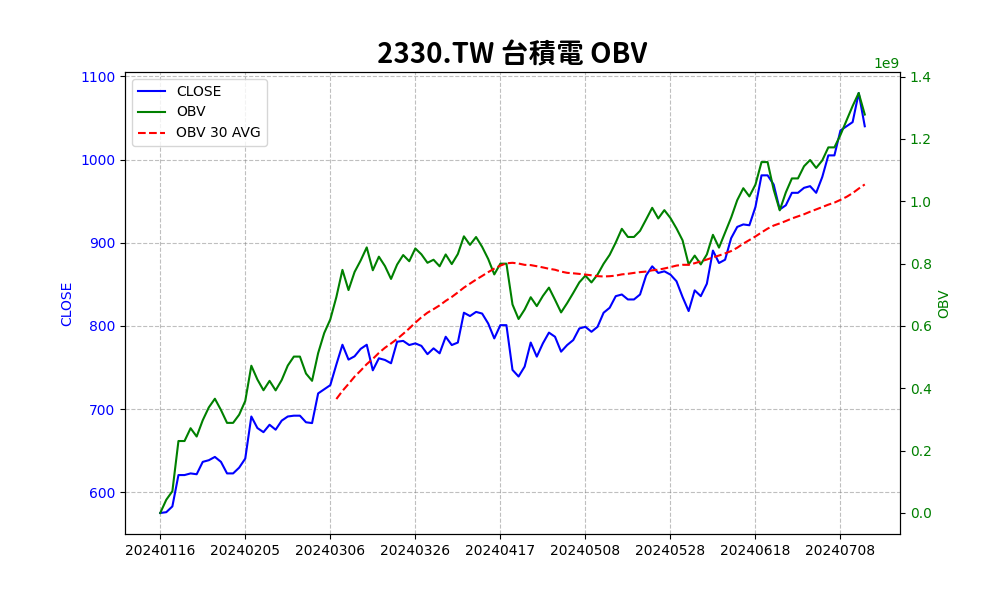 2330.TW 台積電 OBV
1e9
CLOSE
OBV
OBV 30 AVG
1100
1000
900
800
700
600
CLOSE
1.4
1.2
1.0
0.8
0.6
0.4
0.2
0.0
OBV
20240116 20240205 20240306 20240326 20240417 20240508 20240528 20240618 20240708